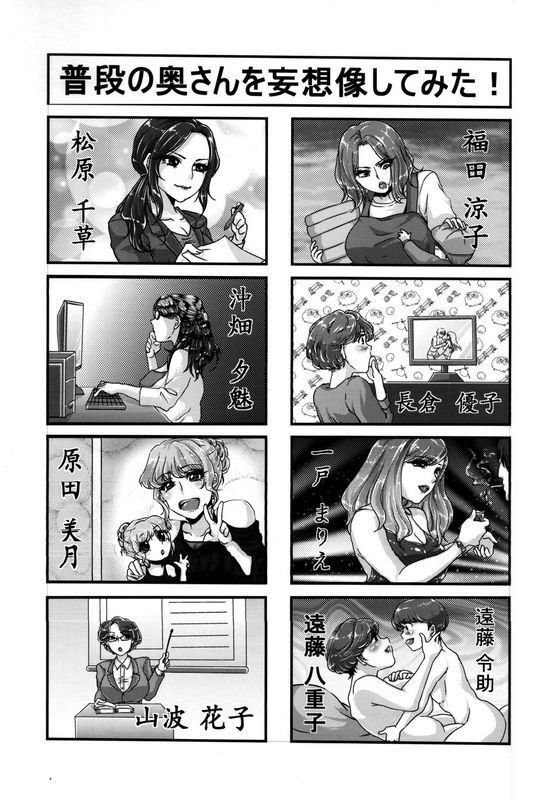 普段の奥さんを妄想像してみた！
福田 涼子
松原 千草
長倉 優子
沖畑 夕魅
一戸 まりえ
原田 美月
遠藤 令助
遠藤 八重子
山波 花子